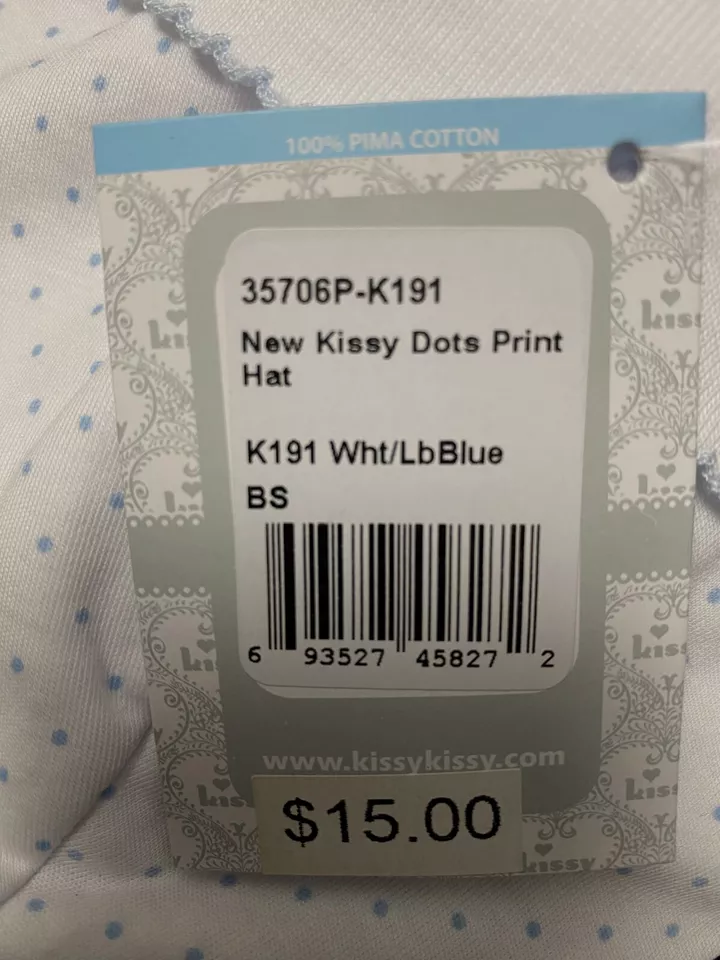 100% PIMA COTTON
35706P-K191
New Kissy Dots Print
Hat
K191 Wht/LbBlue
BS
6 93527 45827 2
www.kissykissy.com
$15.00